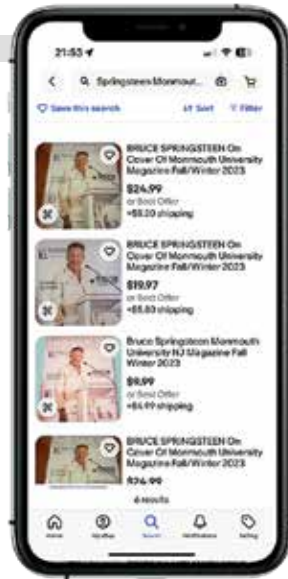 21:53
Springsteen Monmout...
Save this search
Sort
Filter
BRUCE SPRINGSTEEN On
Cover Of Monmouth University
Magazine Fall/Winter 2023
$24.99
or Best Offer
shipping
BRUCE SPRINGSTEEN On
Cover Of Monmouth University
Magazine Fall/Winter 2023
$19.97
or Best Offer
shipping
Bruce Springsteen Monmouth
University NJ Magazine Fall
Winter 2023
$9.99
or Best Offer
+$4.99 shipping
BRUCE SPRINGSTEEN On
Cover Of Monmouth University
Magazine Fall/Winter 2023
$24.99
6 results
Home
Search
Notifications
Selling